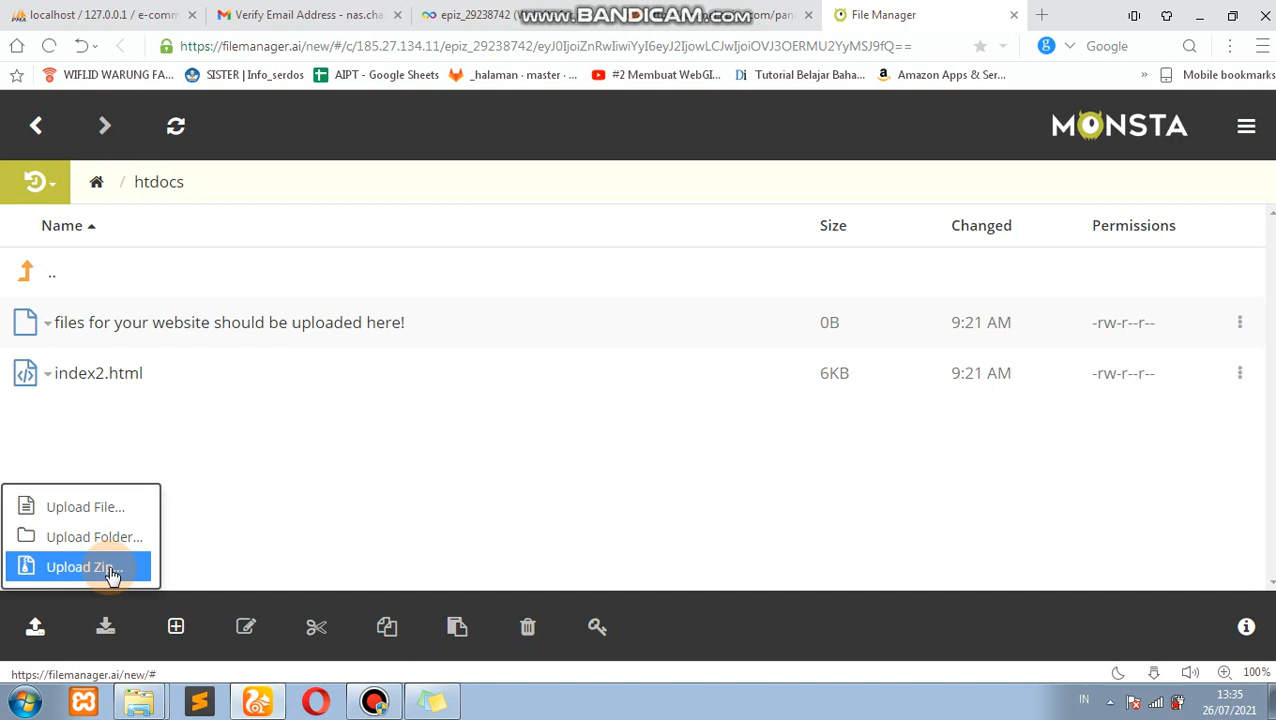 localhost / 127.0.0.1 / e-comm
Verify Email Address - nas.cha
epiz_29238742 (W
www.BANDICAM.com
.com/pan
File Manager
https://filemanager.ai/new/#/c/185.27.134.11/epiz_29238742/eyJ0IjoiZnRwIiwiYyI6eyJ2IjowLCJwIjoiOVJ3OERMU2YyMSJ9fQ==
Google
WIFI.ID WARUNG FA...
SISTER | Info_serdos
AIPT - Google Sheets
_halaman · master · ...
#2 Membuat WebGI...
Tutorial Belajar Baha...
Amazon Apps & Ser...
»
Mobile bookmarks
MONSTA
/ htdocs
Name
Size
Changed
Permissions
..
files for your website should be uploaded here!
0B
9:21 AM
-rw-r--r--
index2.html
6KB
9:21 AM
-rw-r--r--
Upload File...
Upload Folder...
Upload Zip...
https://filemanager.ai/new/#
100%
IN
13:35
26/07/2021